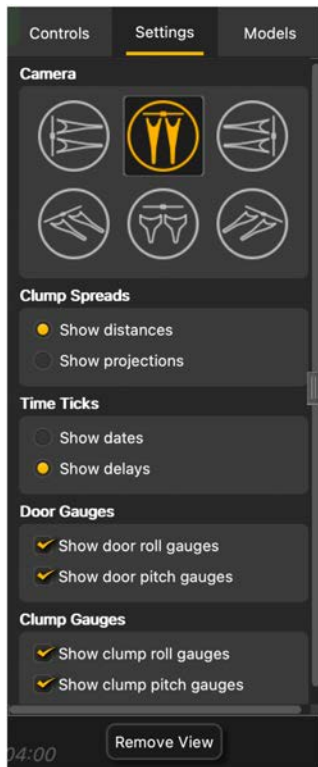 Controls Settings Models
Camera
Clump Spreads
Show distances
Show projections
Time Ticks
Show dates
Show delays
Door Gauges
Show door roll gauges
Show door pitch gauges
Clump Gauges
Show clump roll gauges
Show clump pitch gauges
04:00
Remove View